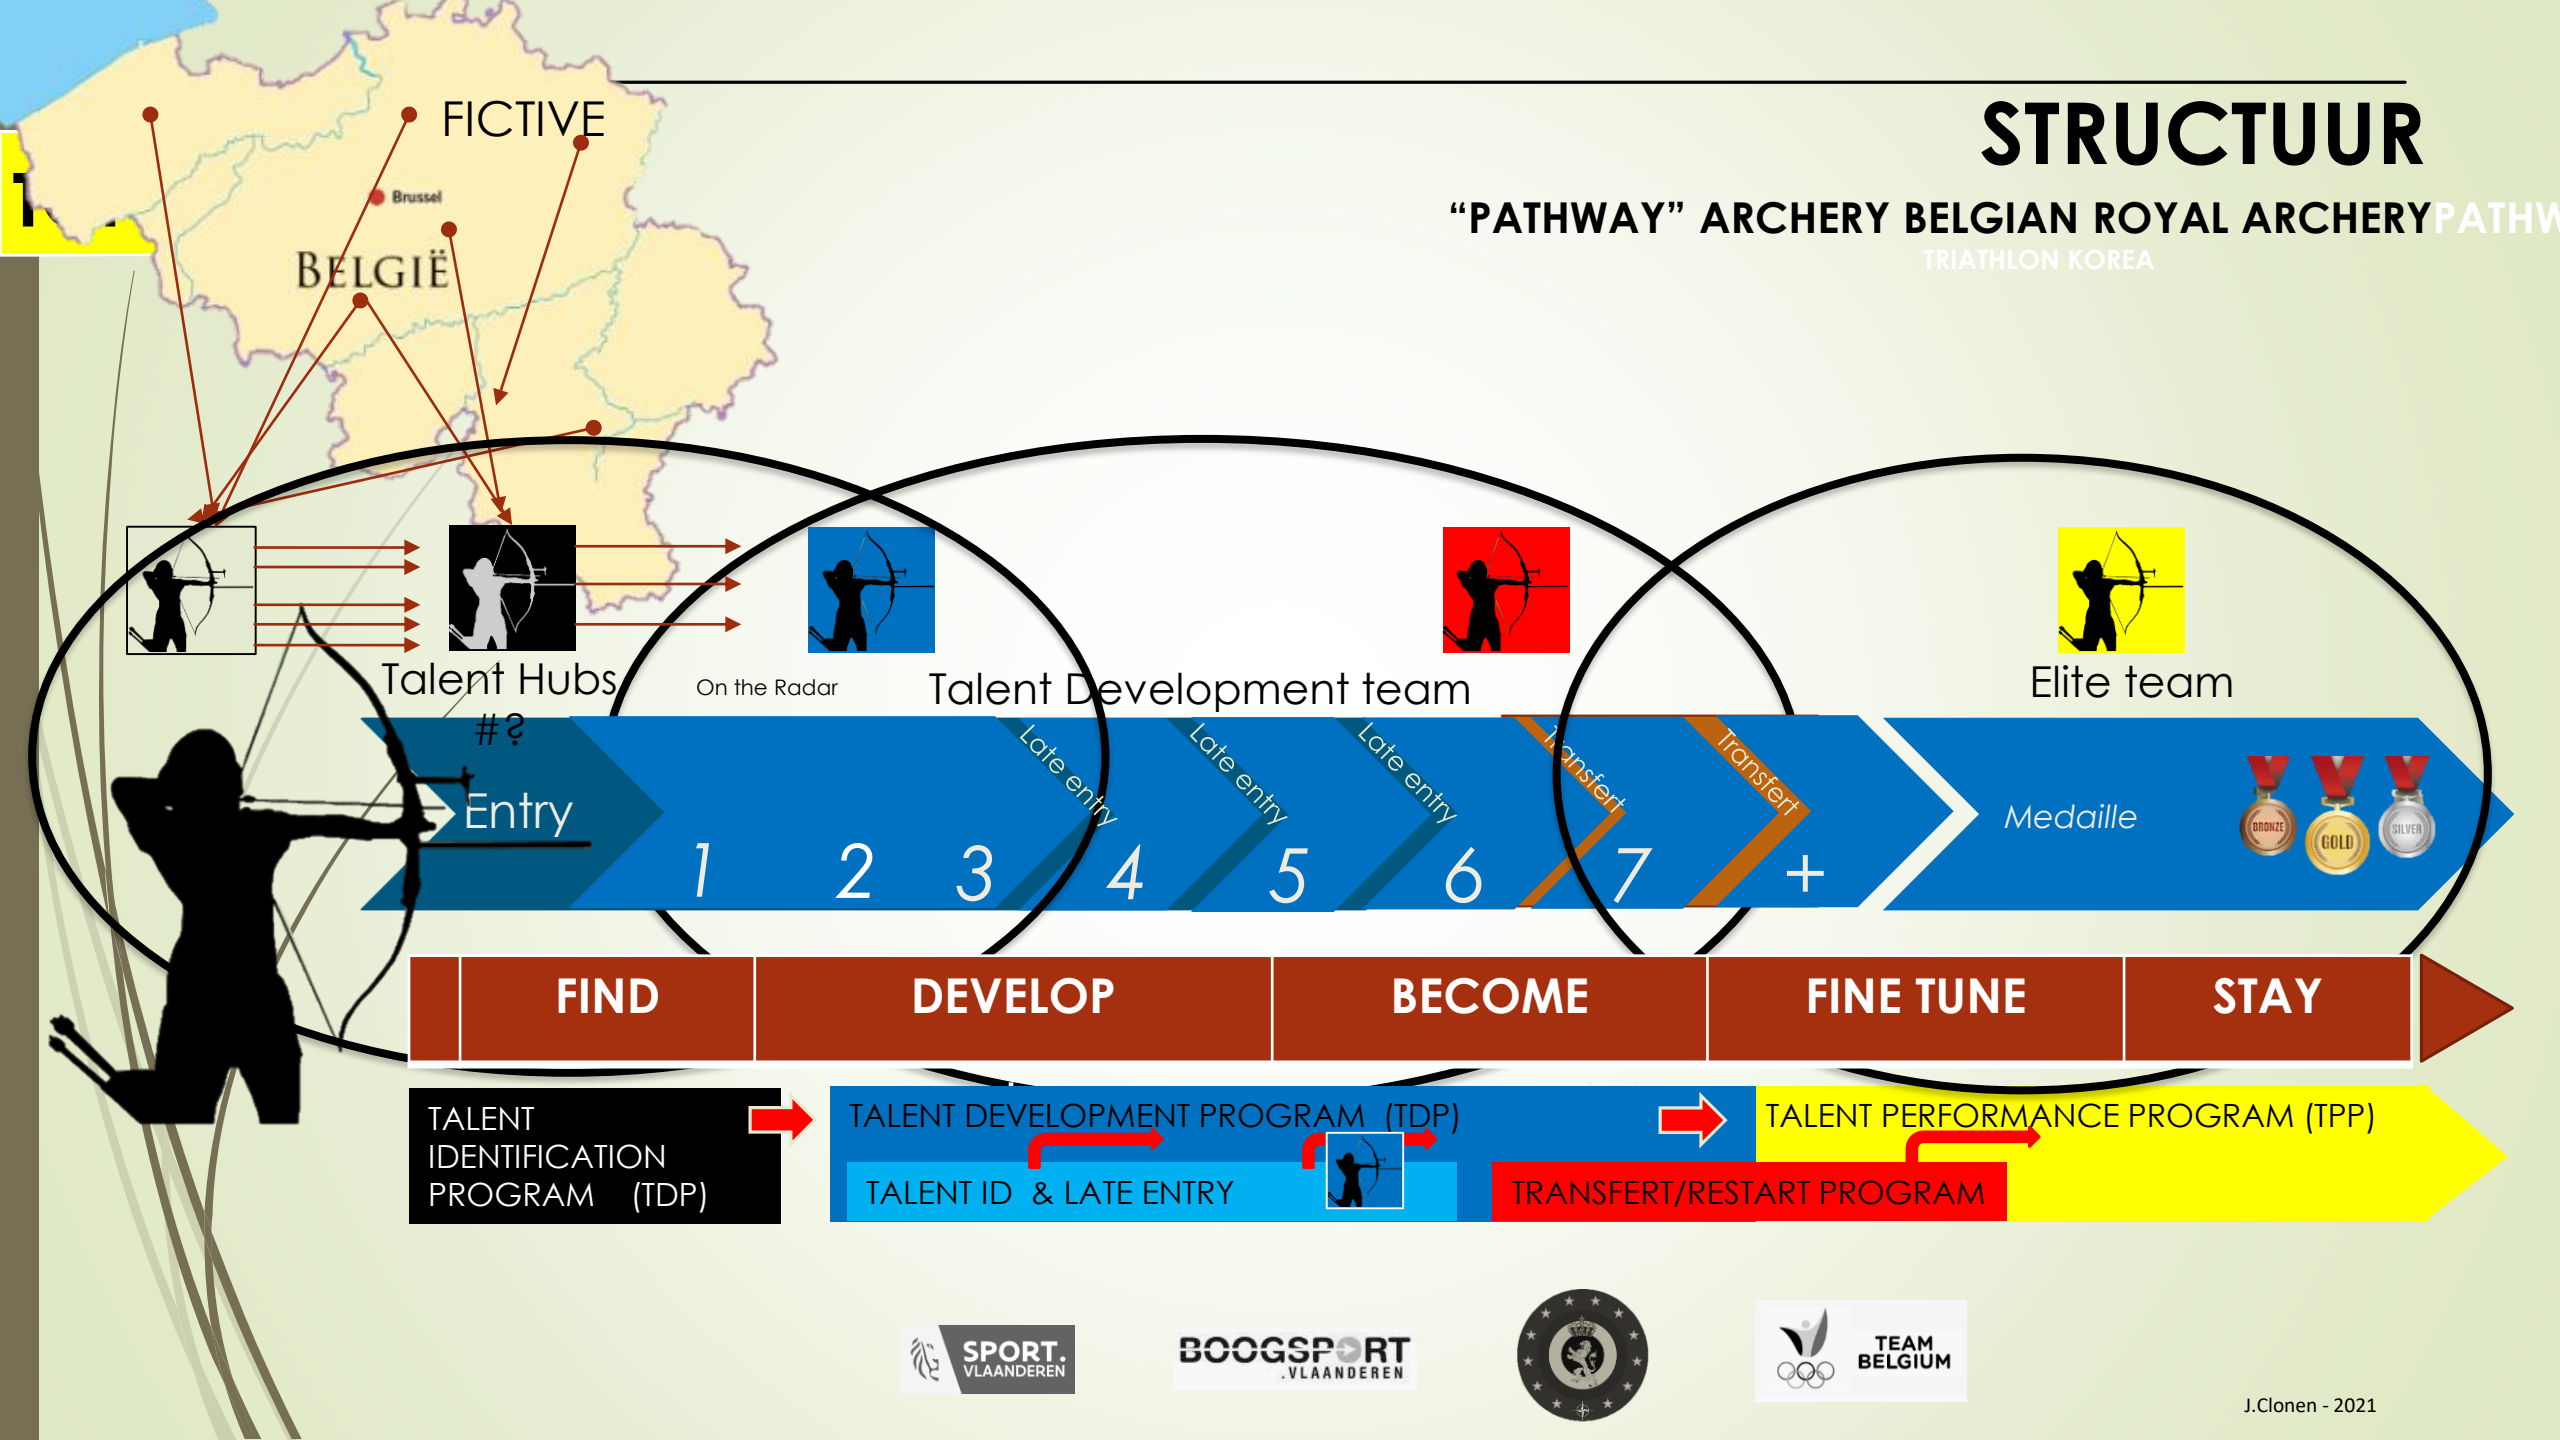 FICTIVE
STRUCTUUR
“PATHWAY” ARCHERY BELGIAN ROYAL ARCHERYPATHW
TRIATHLON KOREA
Brussel
BELGIË
Talent Hubs
#?
On the Radar
Talent Development team
Elite team
Entry
Late entry
Late entry
Late entry
Transfert
Transfert
1 2 3 4 5 6 7 +
Medaille
BRONZE
GOLD
SILVER
FIND DEVELOP BECOME FINE TUNE STAY
TALENT
IDENTIFICATION
PROGRAM (TDP)
TALENT DEVELOPMENT PROGRAM (TDP)
TALENT ID & LATE ENTRY
TALENT PERFORMANCE PROGRAM (TPP)
TRANSFERT/RESTART PROGRAM
SPORT.
VLAANDEREN
BOOGSPORT
.VLAANDEREN
TEAM
BELGIUM
J.Clonen - 2021